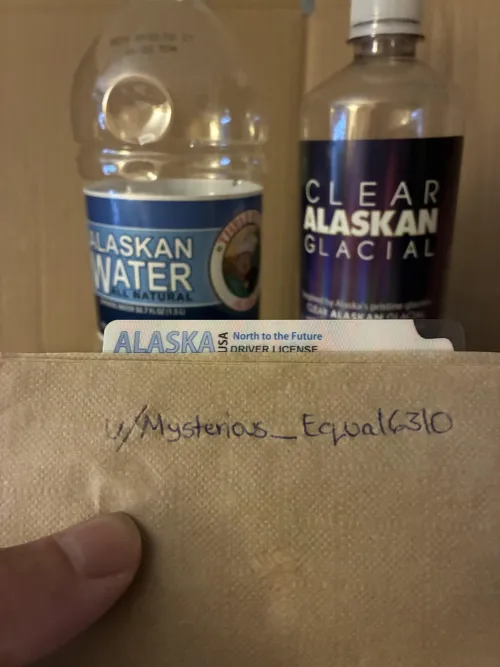 ALASKAN
WATER
ALL NATURAL
CLEAR
ALASKAN
GLACIAL
CLEAR ALASKAN GLACIAL
ALASKA USA North to the Future
DRIVER LICENSE
u/Mysterious_Equal6310